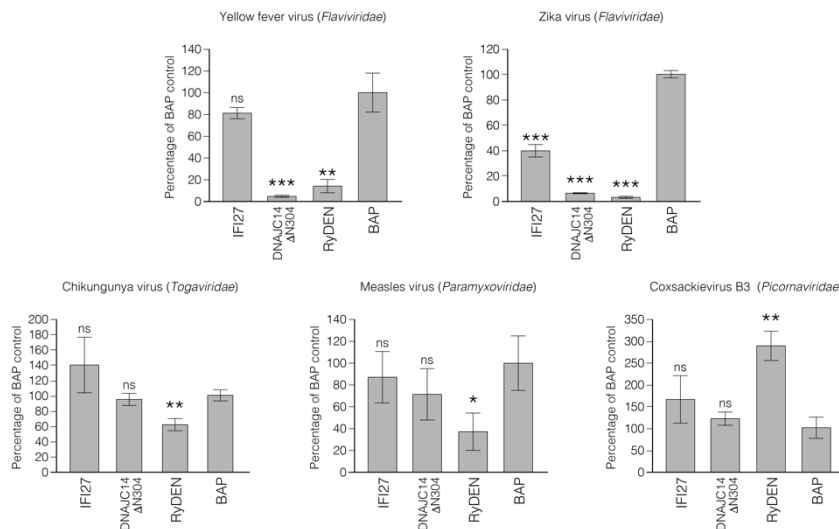 Yellow fever virus (Flaviviridae)
Percentage of BAP control
140
120
100
80
60
40
20
0
ns
***
**
IFI27
DNAJC14
ΔN304
RyDEN
BAP
Zika virus (Flaviviridae)
Percentage of BAP control
120
100
80
60
40
20
0
***
***
***
IFI27
DNAJC14
ΔN304
RyDEN
BAP
Chikungunya virus (Togaviridae)
Percentage of BAP control
200
180
160
140
120
100
80
60
40
20
0
ns
ns
**
IFI27
DNAJC14
ΔN304
RyDEN
BAP
Measles virus (Paramyxoviridae)
Percentage of BAP control
140
120
100
80
60
40
20
0
ns
ns
*
IFI27
DNAJC14
ΔN304
RyDEN
BAP
Coxsackievirus B3 (Picornaviridae
Percentage of BAP control
350
300
250
200
150
100
50
0
ns
ns
**
IFI27
DNAJC14
ΔN304
RyDEN
BAP